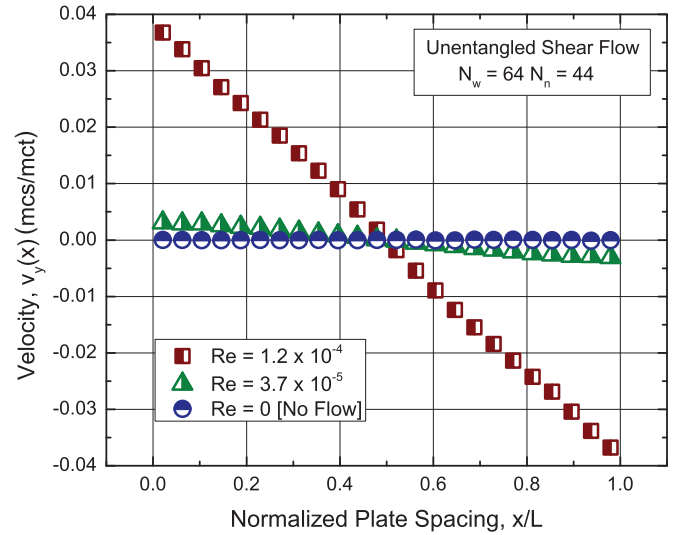 0.04
0.03
0.02
0.01
0.00
-0.01
-0.02
-0.03
-0.04
Velocity, v_y(x) (mcs/mct)
Unentangled Shear Flow
N_w = 64 N_n = 44
Re = 1.2 x 10^-4
Re = 3.7 x 10^-5
Re = 0 [No Flow]
0.0 0.2 0.4 0.6 0.8 1.0
Normalized Plate Spacing, x/L